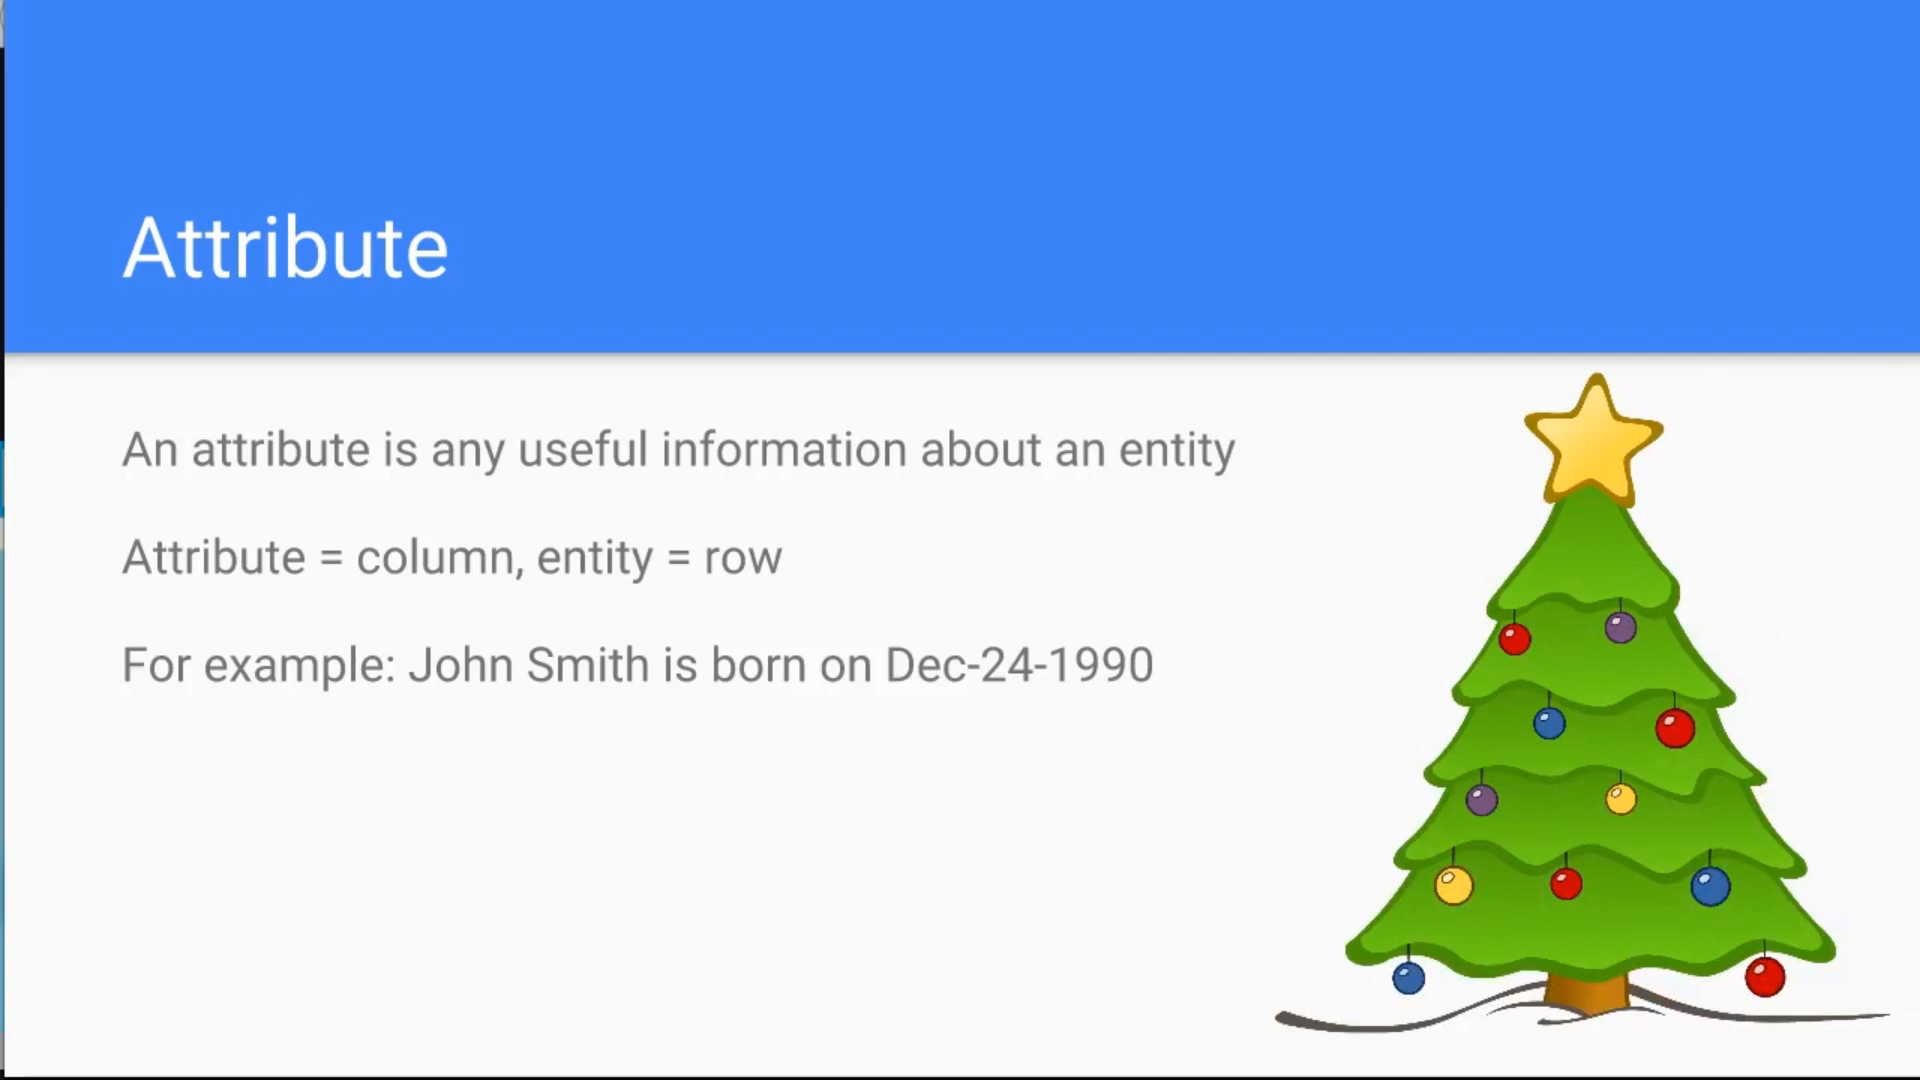 Attribute
An attribute is any useful information about an entity
Attribute = column, entity = row
For example: John Smith is born on Dec-24-1990